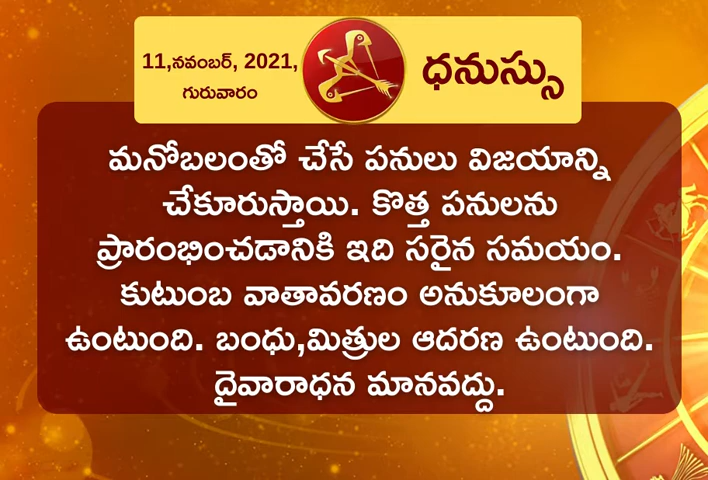 11,నవంబర్, 2021,
గురువారం
ధనుస్సు
మనోబలంతో చేసే పనులు విజయాన్ని
చేకూరుస్తాయి. కొత్త పనులను
ప్రారంభించడానికి ఇది సరైన సమయం.
కుటుంబ వాతావరణం అనుకూలంగా
ఉంటుంది. బంధు,మిత్రుల ఆదరణ ఉంటుంది.
దైవారాధన మానవద్దు.